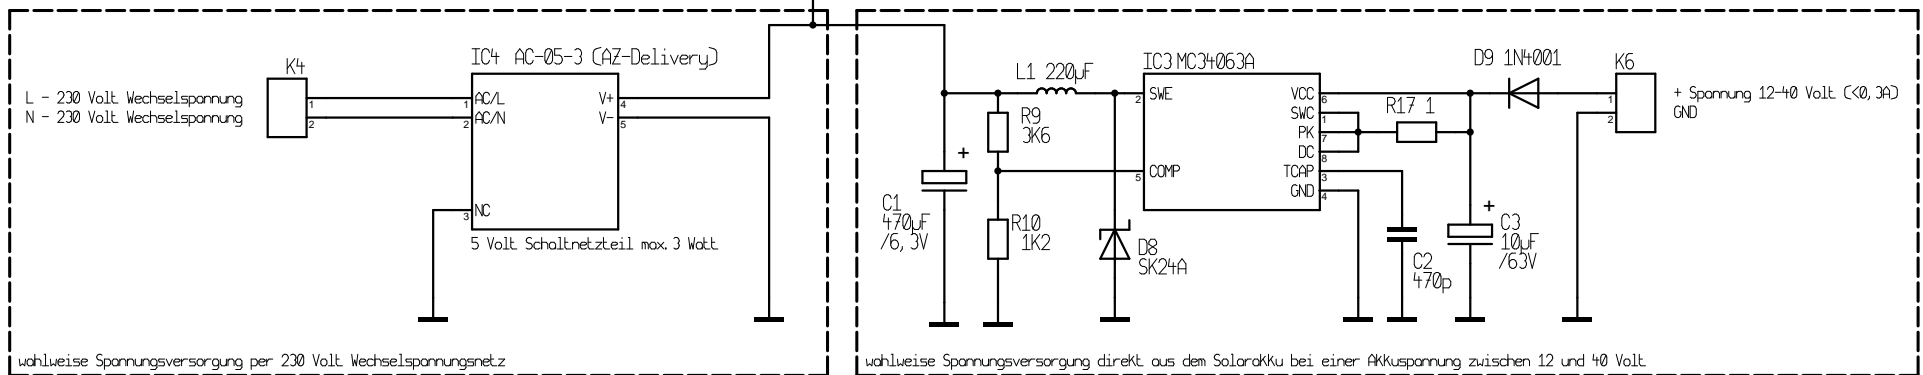 K4
L - 230 Volt Wechselspannung
N - 230 Volt Wechselspannung
1
2
IC4 AC-05-3 (AZ-Delivery)
1 AC/L
2 AC/N
3 NC
V+ 4
V- 5
5 Volt Schaltnetzteil max. 3 Watt
wahlweise Spannungsversorgung per 230 Volt Wechselspannungsnetz
C1
470µF
/6,3V
+
R9
3K6
R10
1K2
L1 220µF
D8
SK24A
IC3 MC34063A
2 SWE
5 COMP
VCC 6
SWC 1
PK 7
DC 8
TCAP 3
GND 4
R17 1
C2
470p
+
C3
10µF
/63V
D9 1N4001
K6
1
2
+ Spannung 12-40 Volt (<0,3A)
GND
wahlweise Spannungsversorgung direkt aus dem Solarakku bei einer AKKuspannung zwischen 12 und 40 Volt